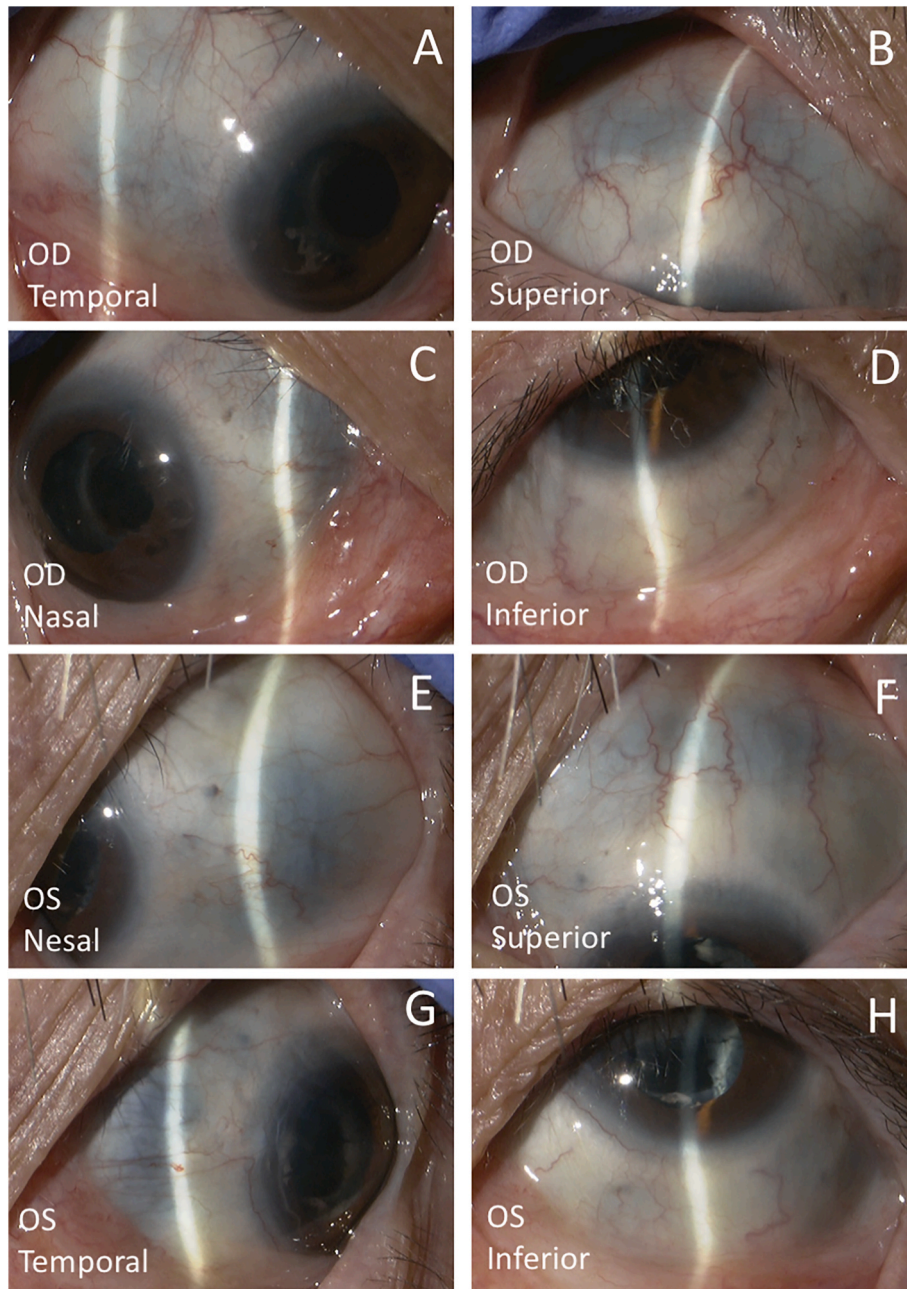 A
OD
Temporal
B
OD
Superior
C
OD
Nasal
D
OD
Inferior
E
OS
Nesal
F
OS
Superior
G
OS
Temporal
H
OS
Inferior